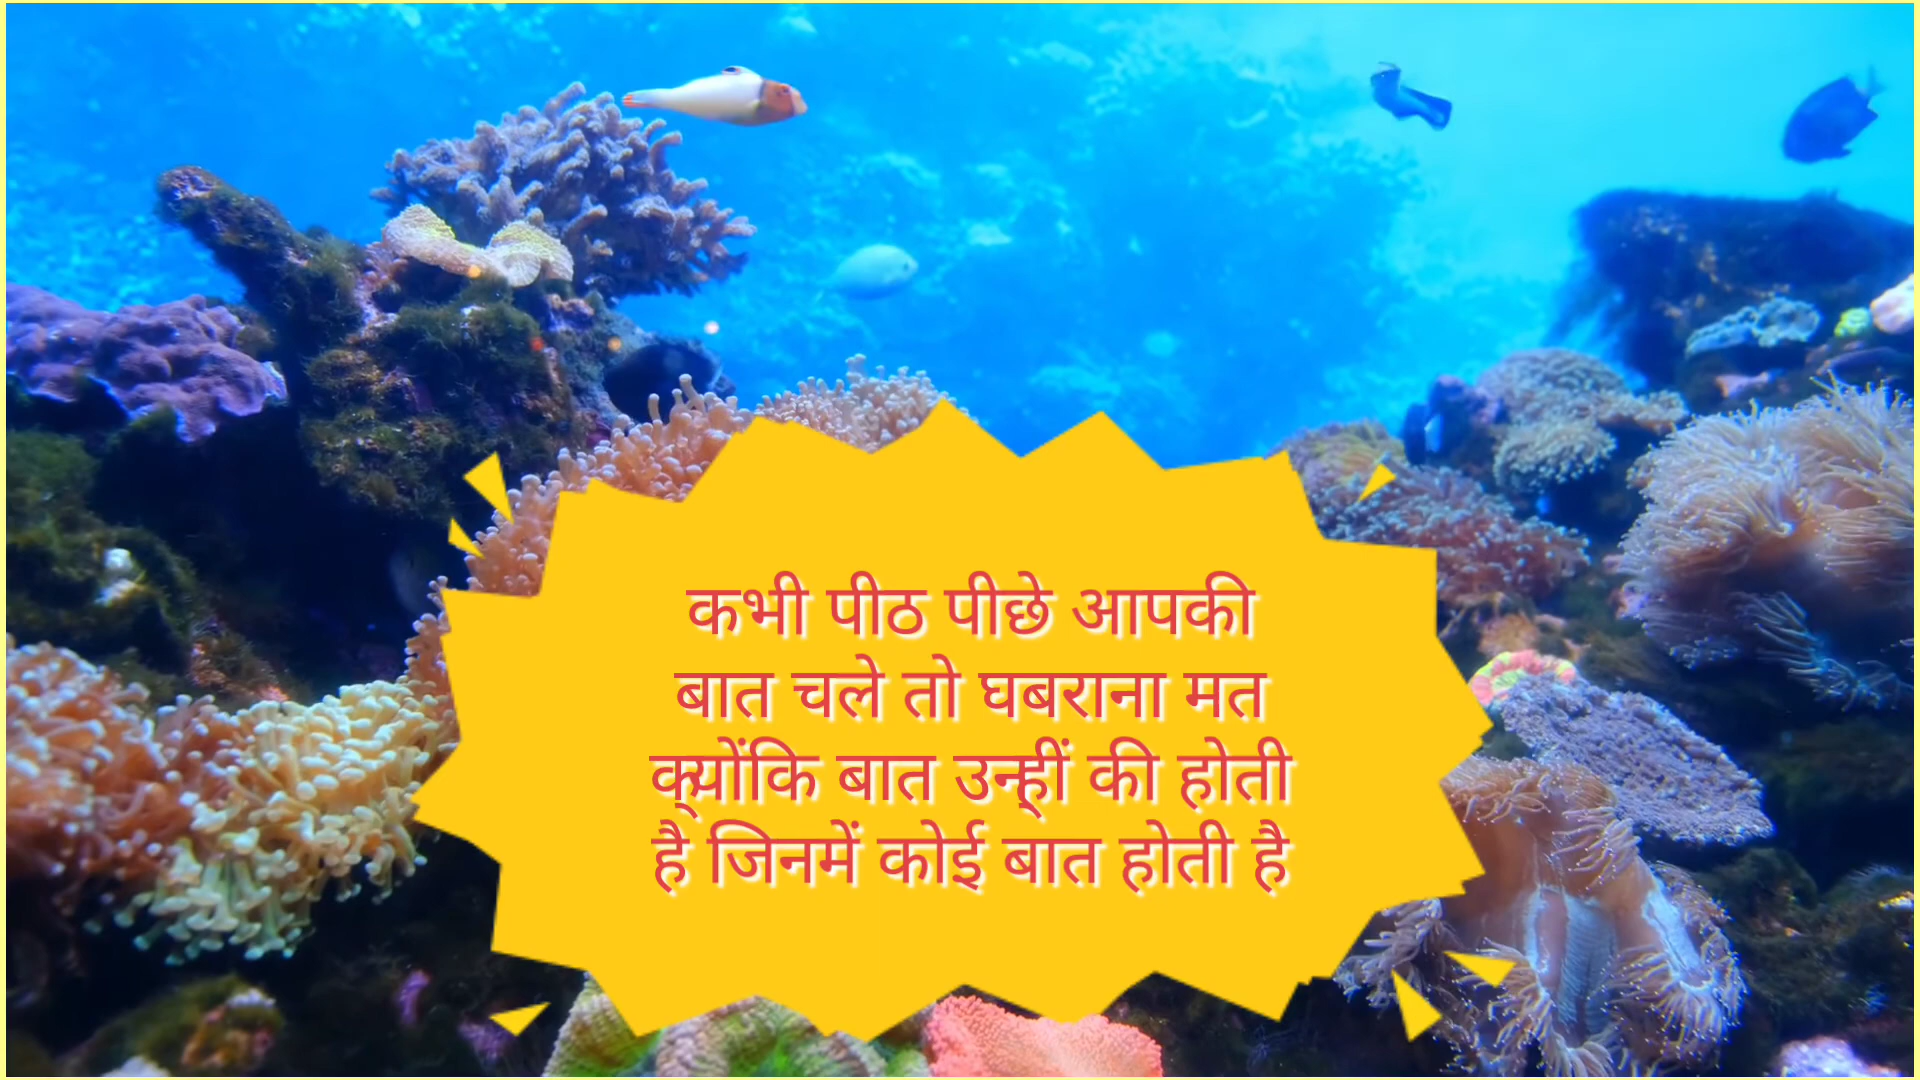 कभी पीठ पीछे आपकी
बात चले तो घबराना मत
क्योंकि बात उन्हीं की होती
है जिनमें कोई बात होती है